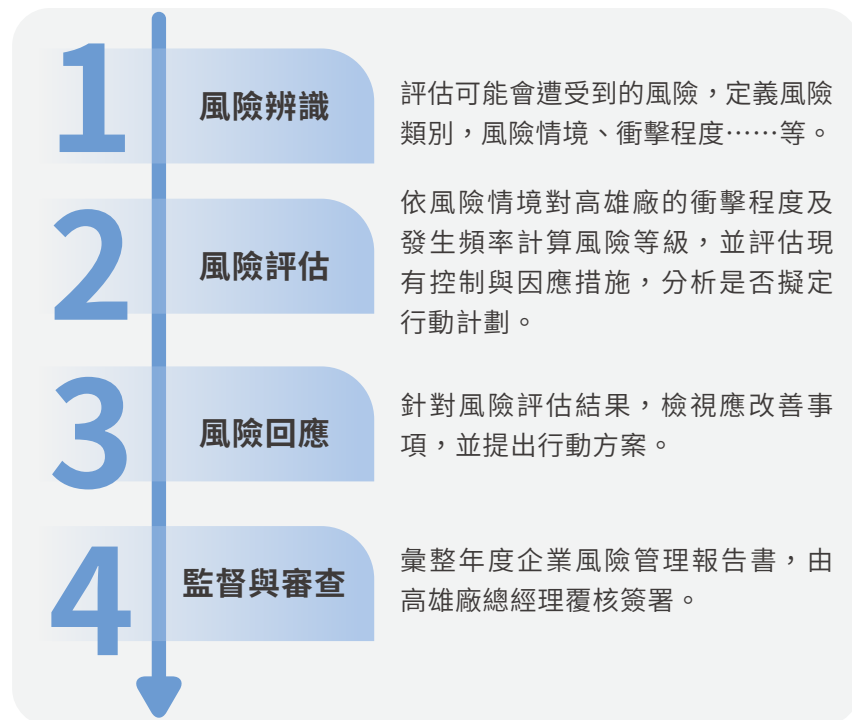 1
風險辨識
評估可能會遭受到的風險，定義風險
類別，風險情境、衝擊程度⋯⋯等。
2
風險評估
依風險情境對高雄廠的衝擊程度及
發生頻率計算風險等級，並評估現
有控制與因應措施，分析是否擬定
行動計劃。
3
風險回應
針對風險評估結果，檢視應改善事
項，並提出行動方案。
4
監督與審查
彙整年度企業風險管理報告書，由
高雄廠總經理覆核簽署。